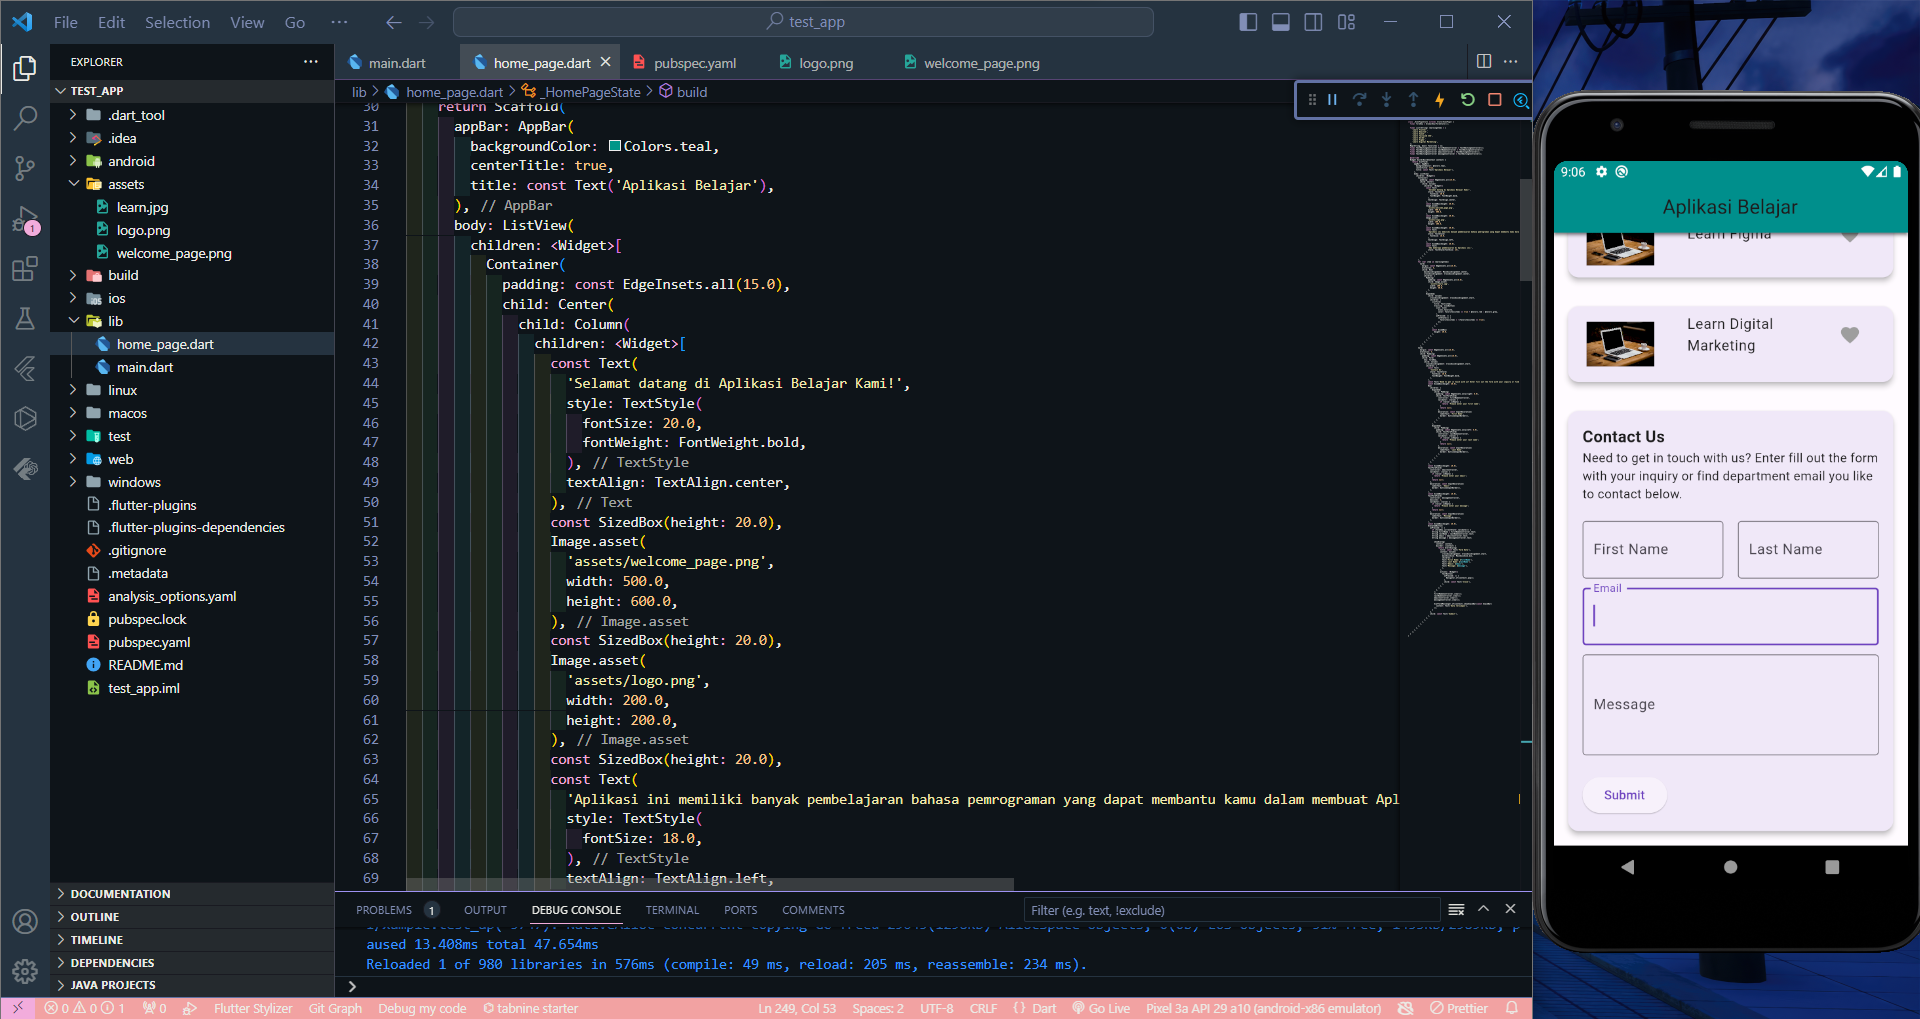 File Edit Selection View Go ···
test_app
EXPLORER
TEST_APP
.dart_tool
.idea
android
assets
learn.jpg
logo.png
welcome_page.png
build
ios
lib
home_page.dart
main.dart
linux
macos
test
web
windows
.flutter-plugins
.flutter-plugins-dependencies
.gitignore
.metadata
analysis_options.yaml
pubspec.lock
pubspec.yaml
README.md
test_app.iml
DOCUMENTATION
OUTLINE
TIMELINE
DEPENDENCIES
JAVA PROJECTS
main.dart home_page.dart pubspec.yaml logo.png welcome_page.png
lib > home_page.dart > _HomePageState > build
30 return Scaffold(
31 appBar: AppBar(
32 backgroundColor: Colors.teal,
33 centerTitle: true,
34 title: const Text('Aplikasi Belajar'),
35 ), // AppBar
36 body: ListView(
37 children: <Widget>[
38 Container(
39 padding: const EdgeInsets.all(15.0),
40 child: Center(
41 child: Column(
42 children: <Widget>[
43 const Text(
44 'Selamat datang di Aplikasi Belajar Kami!',
45 style: TextStyle(
46 fontSize: 20.0,
47 fontWeight: FontWeight.bold,
48 ), // TextStyle
49 textAlign: TextAlign.center,
50 ), // Text
51 const SizedBox(height: 20.0),
52 Image.asset(
53 'assets/welcome_page.png',
54 width: 500.0,
55 height: 600.0,
56 ), // Image.asset
57 const SizedBox(height: 20.0),
58 Image.asset(
59 'assets/logo.png',
60 width: 200.0,
61 height: 200.0,
62 ), // Image.asset
63 const SizedBox(height: 20.0),
64 const Text(
65 'Aplikasi ini memiliki banyak pembelajaran bahasa pemrograman yang dapat membantu kamu dalam membuat Apl
66 style: TextStyle(
67 fontSize: 18.0,
68 ), // TextStyle
69 textAlign: TextAlign.left,
PROBLEMS 1 OUTPUT DEBUG CONSOLE TERMINAL PORTS COMMENTS
Filter (e.g. text, !exclude)
aused 13.408ms total 47.654ms
Reloaded 1 of 980 libraries in 576ms (compile: 49 ms, reload: 205 ms, reassemble: 234 ms).
0 0 1 0 Flutter Stylizer Git Graph Debug my code tabnine starter Ln 249, Col 53 Spaces: 2 UTF-8 CRLF {} Dart Go Live Pixel 3a API 29 a10 (android-x86 emulator) Prettier
1
9:06
Aplikasi Belajar
Learn Figma
Learn Digital
Marketing
Contact Us
Need to get in touch with us? Enter fill out the form
with your inquiry or find department email you like
to contact below.
First Name Last Name
Email
Message
Submit